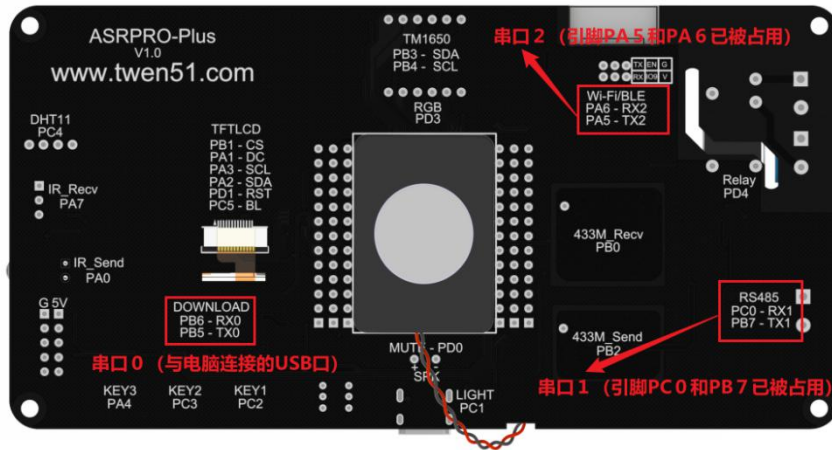 ASRPRO-Plus
V1.0
www.twen51.com
TM1650
PB3 - SDA
PB4 - SCL
RGB
PD3
串口2（引脚PA5和PA6已被占用）
TX EN G
RX IO9 V
Wi-Fi/BLE
PA6 - RX2
PA5 - TX2
DHT11
PC4
TFTLCD
PB1 - CS
PA1 - DC
PA3 - SCL
PA2 - SDA
PD1 - RST
PC5 - BL
IR_Recv
PA7
Relay
PD4
433M_Recv
PB0
IR_Send
PA0
G 5V
DOWNLOAD
PB6 - RX0
PB5 - TX0
RS485
PC0 - RX1
PB7 - TX1
433M_Send
PB2
MUTE - PD0
+ -
SPK
串口0（与电脑连接的USB口）
串口1（引脚PC0和PB7已被占用）
KEY3
PA4
KEY2
PC3
KEY1
PC2
LIGHT
PC1